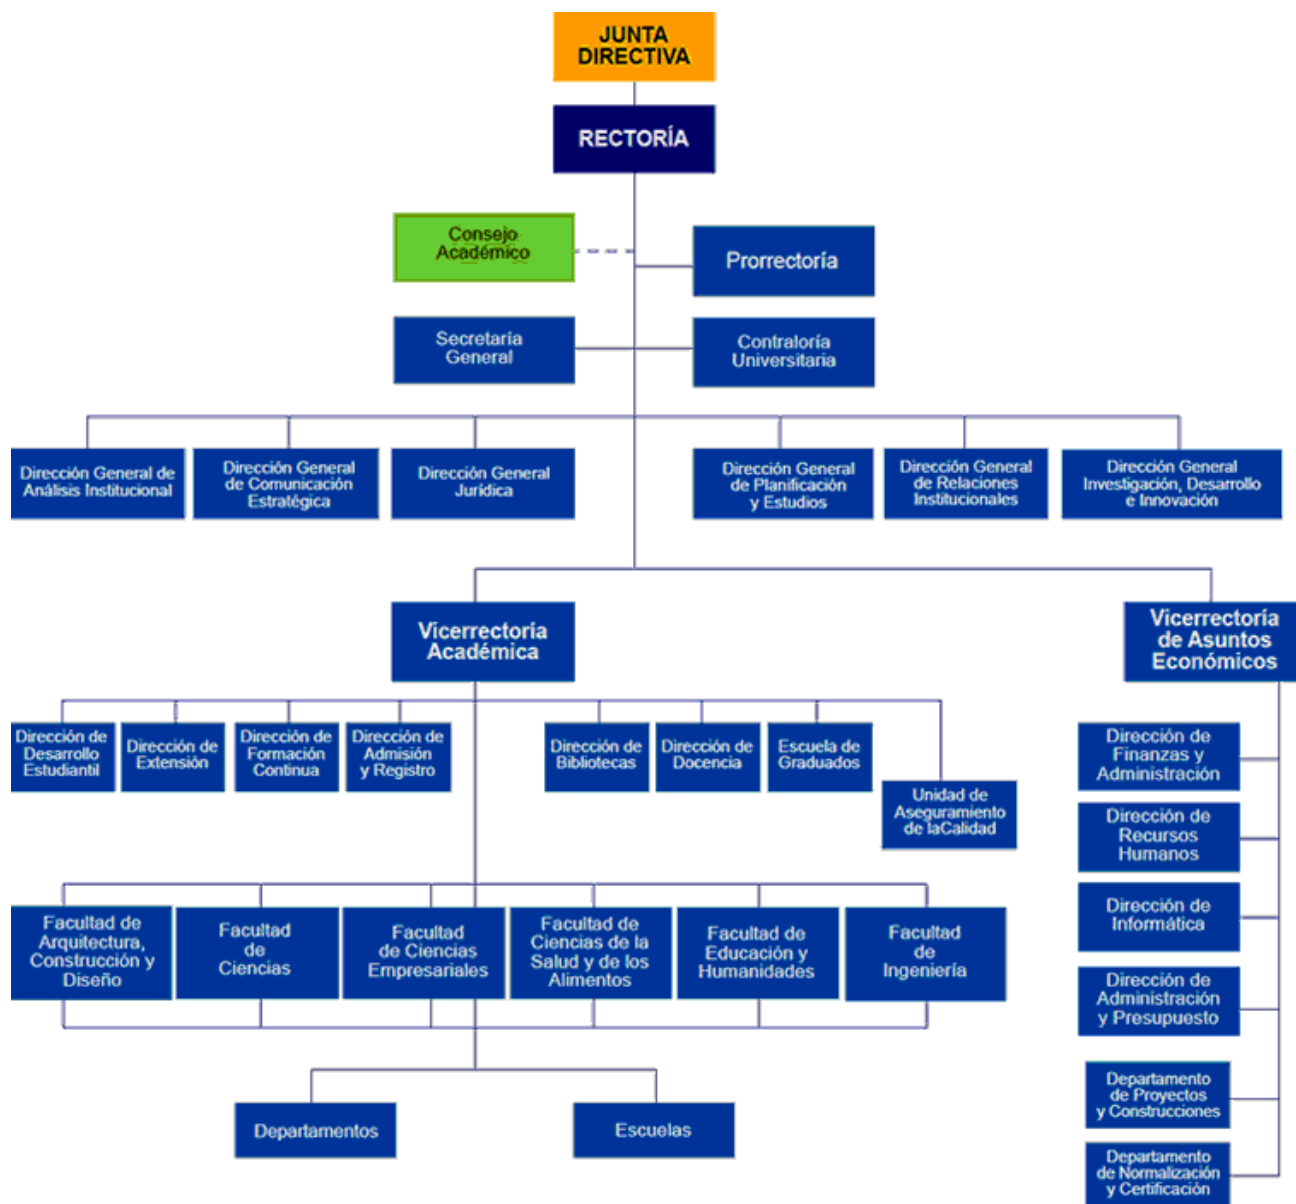 JUNTA
DIRECTIVA
RECTORÍA
Consejo
Académico
Prorrectoría
Secretaría
General
Contraloría
Universitaria
Dirección General de
Análisis Institucional
Dirección General
de Comunicación
Estratégica
Dirección General
Jurídica
Dirección General
de Planificación
y Estudios
Dirección General
de Relaciones
Institucionales
Dirección General
Investigación, Desarrollo
e Innovación
Vicerrectoría
Académica
Vicerrectoría
de Asuntos
Económicos
Dirección de
Desarrollo
Estudiantil
Dirección de
Extensión
Dirección de
Formación
Continua
Dirección de
Admisión
y Registro
Dirección de
Bibliotecas
Dirección de
Docencia
Escuela de
Graduados
Unidad de
Aseguramiento
de laCalidad
Dirección de
Finanzas y
Administración
Dirección de
Recursos
Humanos
Dirección de
Informática
Dirección de
Administración
y Presupuesto
Departamento
de Proyectos
y Construcciones
Departamento
de Normalización
y Certificación
Facultad de
Arquitectura,
Construcción y
Diseño
Facultad
de
Ciencias
Facultad
de Ciencias
Empresariales
Facultad de
Ciencias de la
Salud y de los
Alimentos
Facultad de
Educación y
Humanidades
Facultad
de
Ingeniería
Departamentos
Escuelas